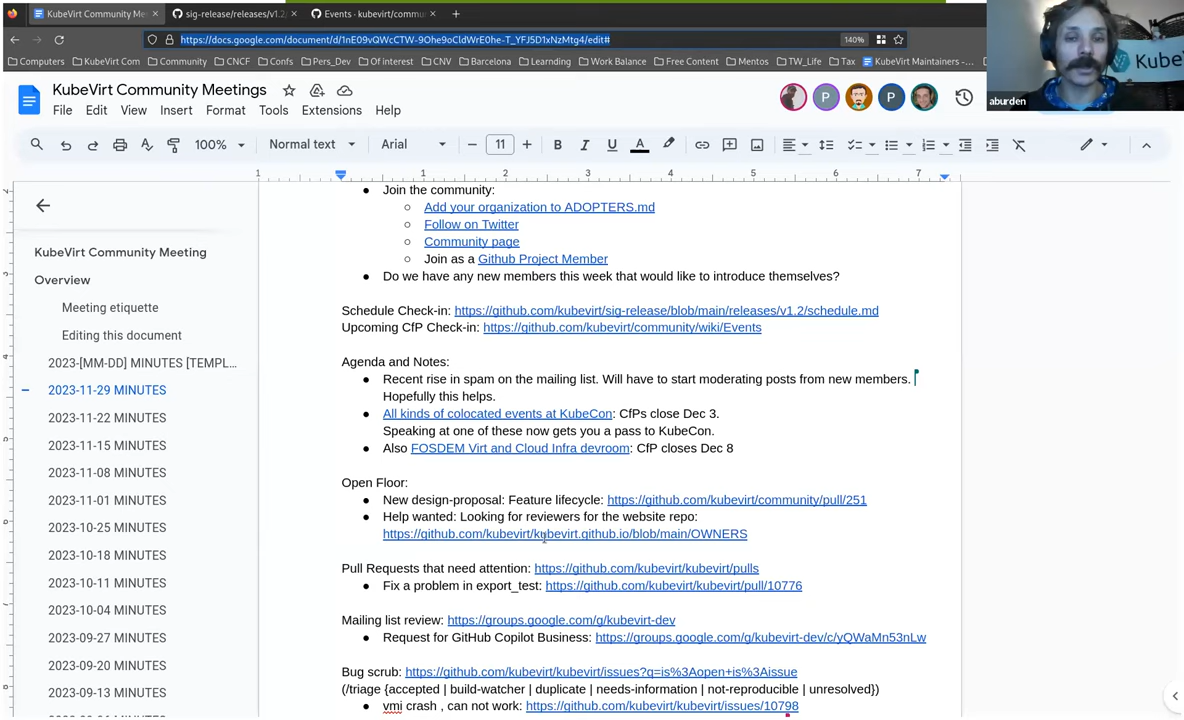 KubeVirt Community Me
sig-release/releases/v1.2/
Events · kubevirt/commu
https://docs.google.com/document/d/1nE09vQWcCTW-9Ohe9oCldWrE0he-T_YFJ5D1xNzMtg4/edit#
140%
Computers
KubeVirt Com
Community
CNCF
Confs
Pers_Dev
Of interest
CNV
Barcelona
Learnding
Work Balance
Free Content
Mentos
TW_Life
Tax
KubeVirt Maintainers -…
Kube
aburden
KubeVirt Community Meetings
File Edit View Insert Format Tools Extensions Help
P
P
100%
Normal text
Arial
11
B I U A
1 1 2 3 4 5 6 7
KubeVirt Community Meeting
Overview
Meeting etiquette
Editing this document
2023-[MM-DD] MINUTES [TEMPL…
2023-11-29 MINUTES
2023-11-22 MINUTES
2023-11-15 MINUTES
2023-11-08 MINUTES
2023-11-01 MINUTES
2023-10-25 MINUTES
2023-10-18 MINUTES
2023-10-11 MINUTES
2023-10-04 MINUTES
2023-09-27 MINUTES
2023-09-20 MINUTES
2023-09-13 MINUTES
Join the community:
Add your organization to ADOPTERS.md
Follow on Twitter
Community page
Join as a Github Project Member
Do we have any new members this week that would like to introduce themselves?
Schedule Check-in: https://github.com/kubevirt/sig-release/blob/main/releases/v1.2/schedule.md
Upcoming CfP Check-in: https://github.com/kubevirt/community/wiki/Events
Agenda and Notes:
Recent rise in spam on the mailing list. Will have to start moderating posts from new members.
Hopefully this helps.
All kinds of colocated events at KubeCon: CfPs close Dec 3.
Speaking at one of these now gets you a pass to KubeCon.
Also FOSDEM Virt and Cloud Infra devroom: CfP closes Dec 8
Open Floor:
New design-proposal: Feature lifecycle: https://github.com/kubevirt/community/pull/251
Help wanted: Looking for reviewers for the website repo:
https://github.com/kubevirt/kubevirt.github.io/blob/main/OWNERS
Pull Requests that need attention: https://github.com/kubevirt/kubevirt/pulls
Fix a problem in export_test: https://github.com/kubevirt/kubevirt/pull/10776
Mailing list review: https://groups.google.com/g/kubevirt-dev
Request for GitHub Copilot Business: https://groups.google.com/g/kubevirt-dev/c/yQWaMn53nLw
Bug scrub: https://github.com/kubevirt/kubevirt/issues?q=is%3Aopen+is%3Aissue
(/triage {accepted | build-watcher | duplicate | needs-information | not-reproducible | unresolved})
vmi crash , can not work: https://github.com/kubevirt/kubevirt/issues/10798